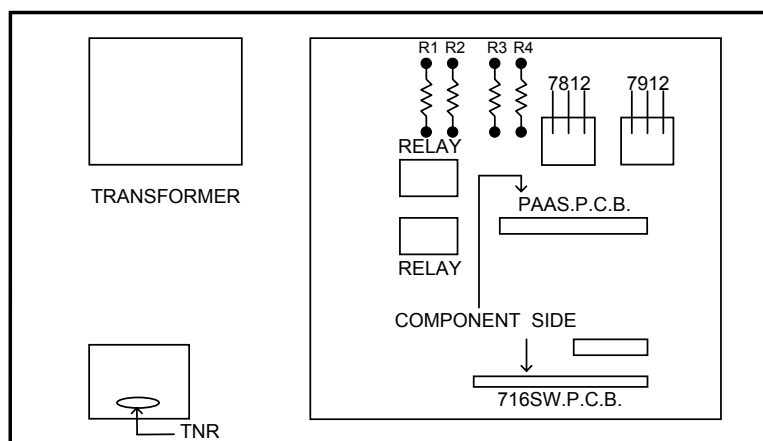 R1 R2 R3 R4
7812 7912
RELAY
TRANSFORMER
PAAS.P.C.B.
RELAY
COMPONENT SIDE
716SW.P.C.B.
TNR